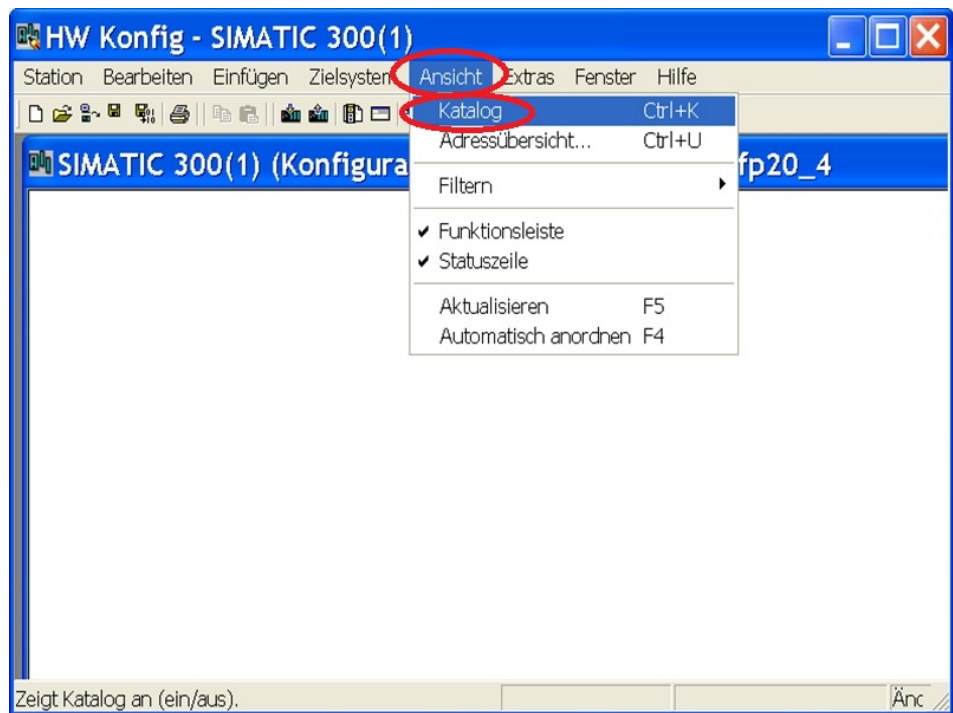 HW Konfig - SIMATIC 300(1)
Station Bearbeiten Einfügen Zielsystem Ansicht Extras Fenster Hilfe
Katalog Ctrl+K
Adressübersicht... Ctrl+U
SIMATIC 300(1) (Konfigura fp20_4
Filtern
Funktionsleiste
Statuszeile
Aktualisieren F5
Automatisch anordnen F4
Zeigt Katalog an (ein/aus). Änc